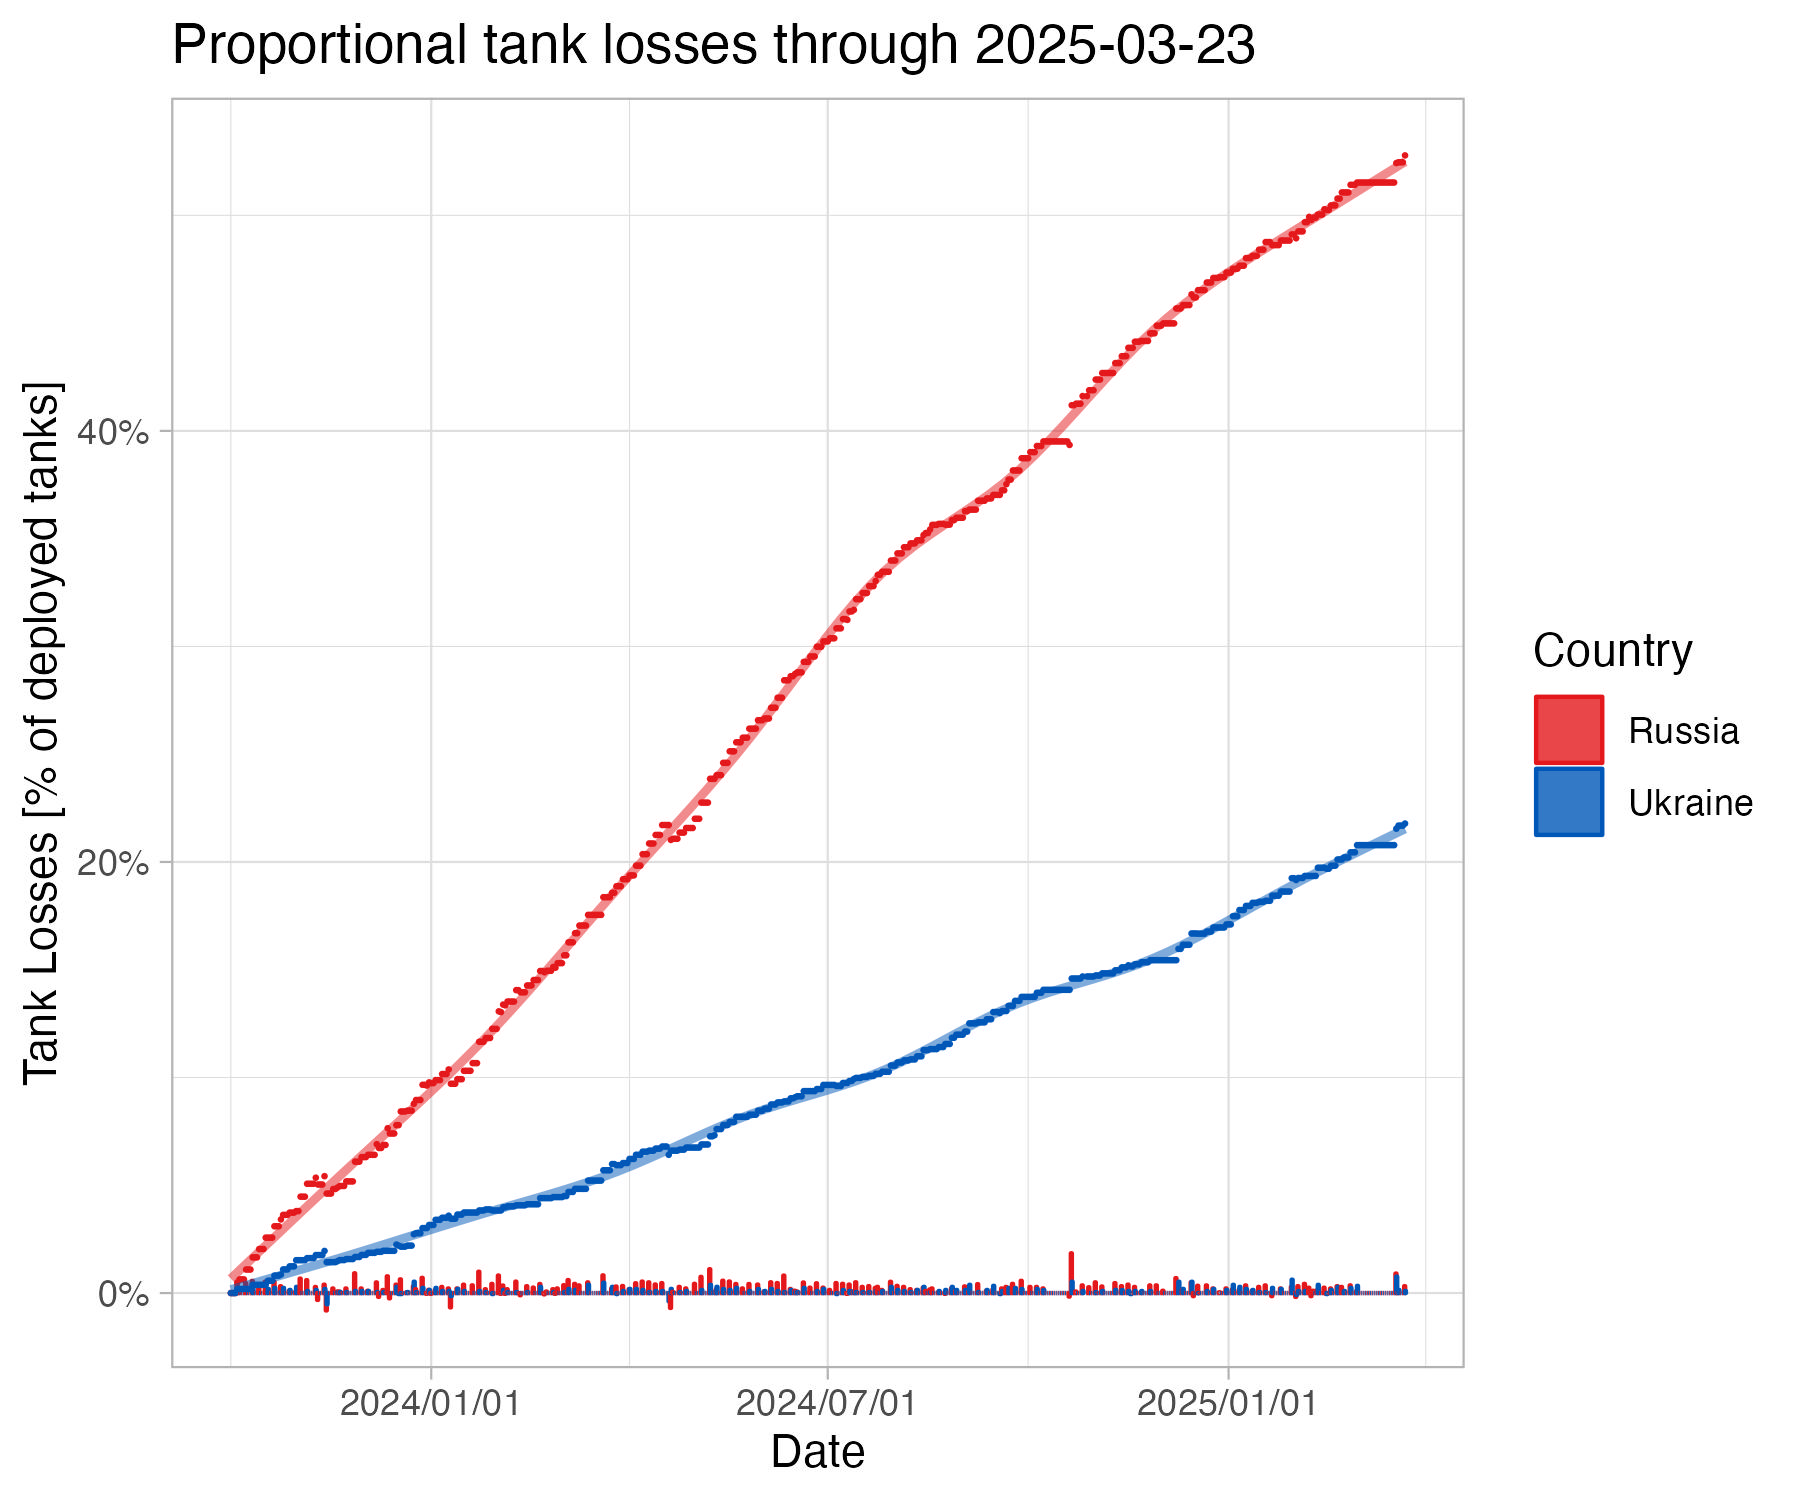 Proportional tank losses through 2025-03-23
Tank Losses [% of deployed tanks]
40%
20%
0%
2024/01/01
2024/07/01
2025/01/01
Date
Country
Russia
Ukraine